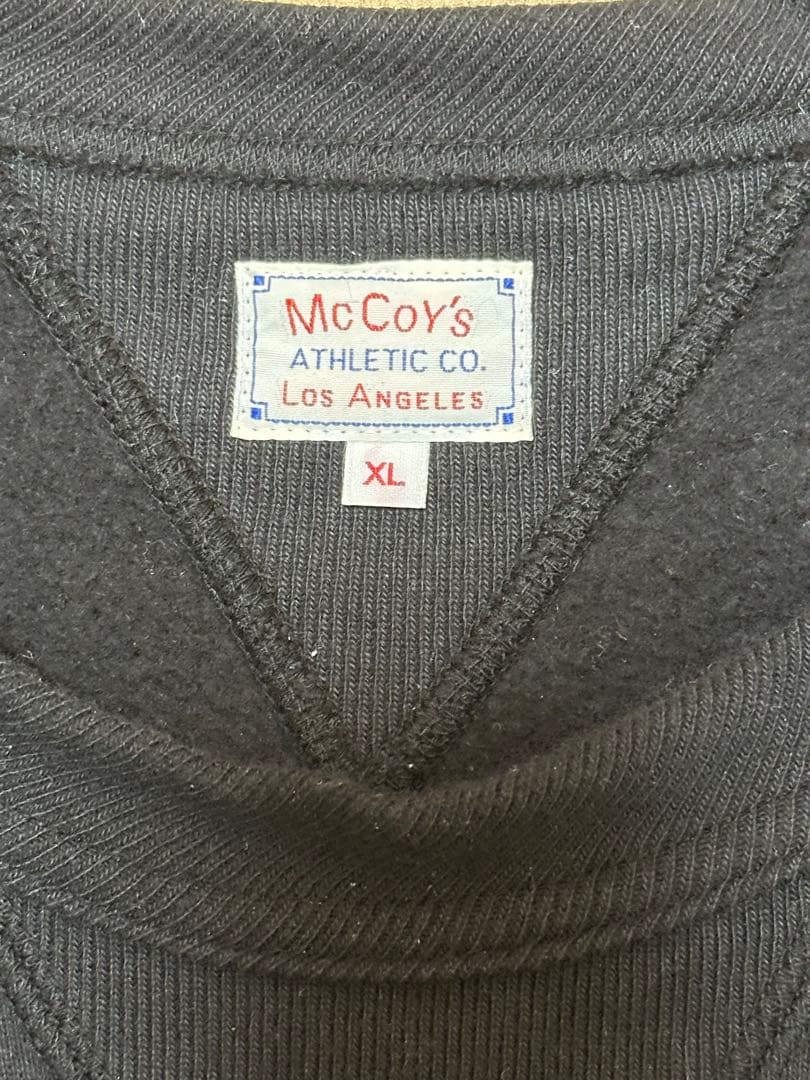 McCoy's
ATHLETIC CO.
LOS ANGELES
XL